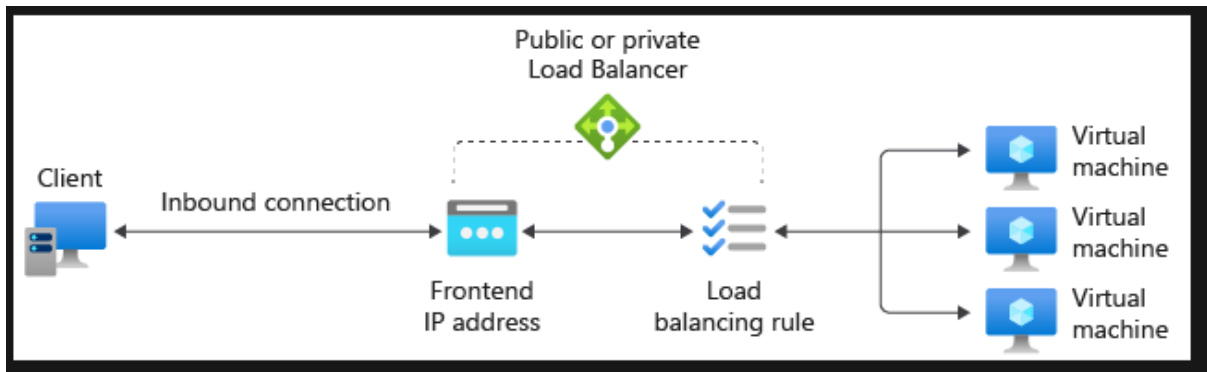 Public or private
Load Balancer
Client
Inbound connection
Frontend
IP address
Load
balancing rule
Virtual
machine
Virtual
machine
Virtual
machine